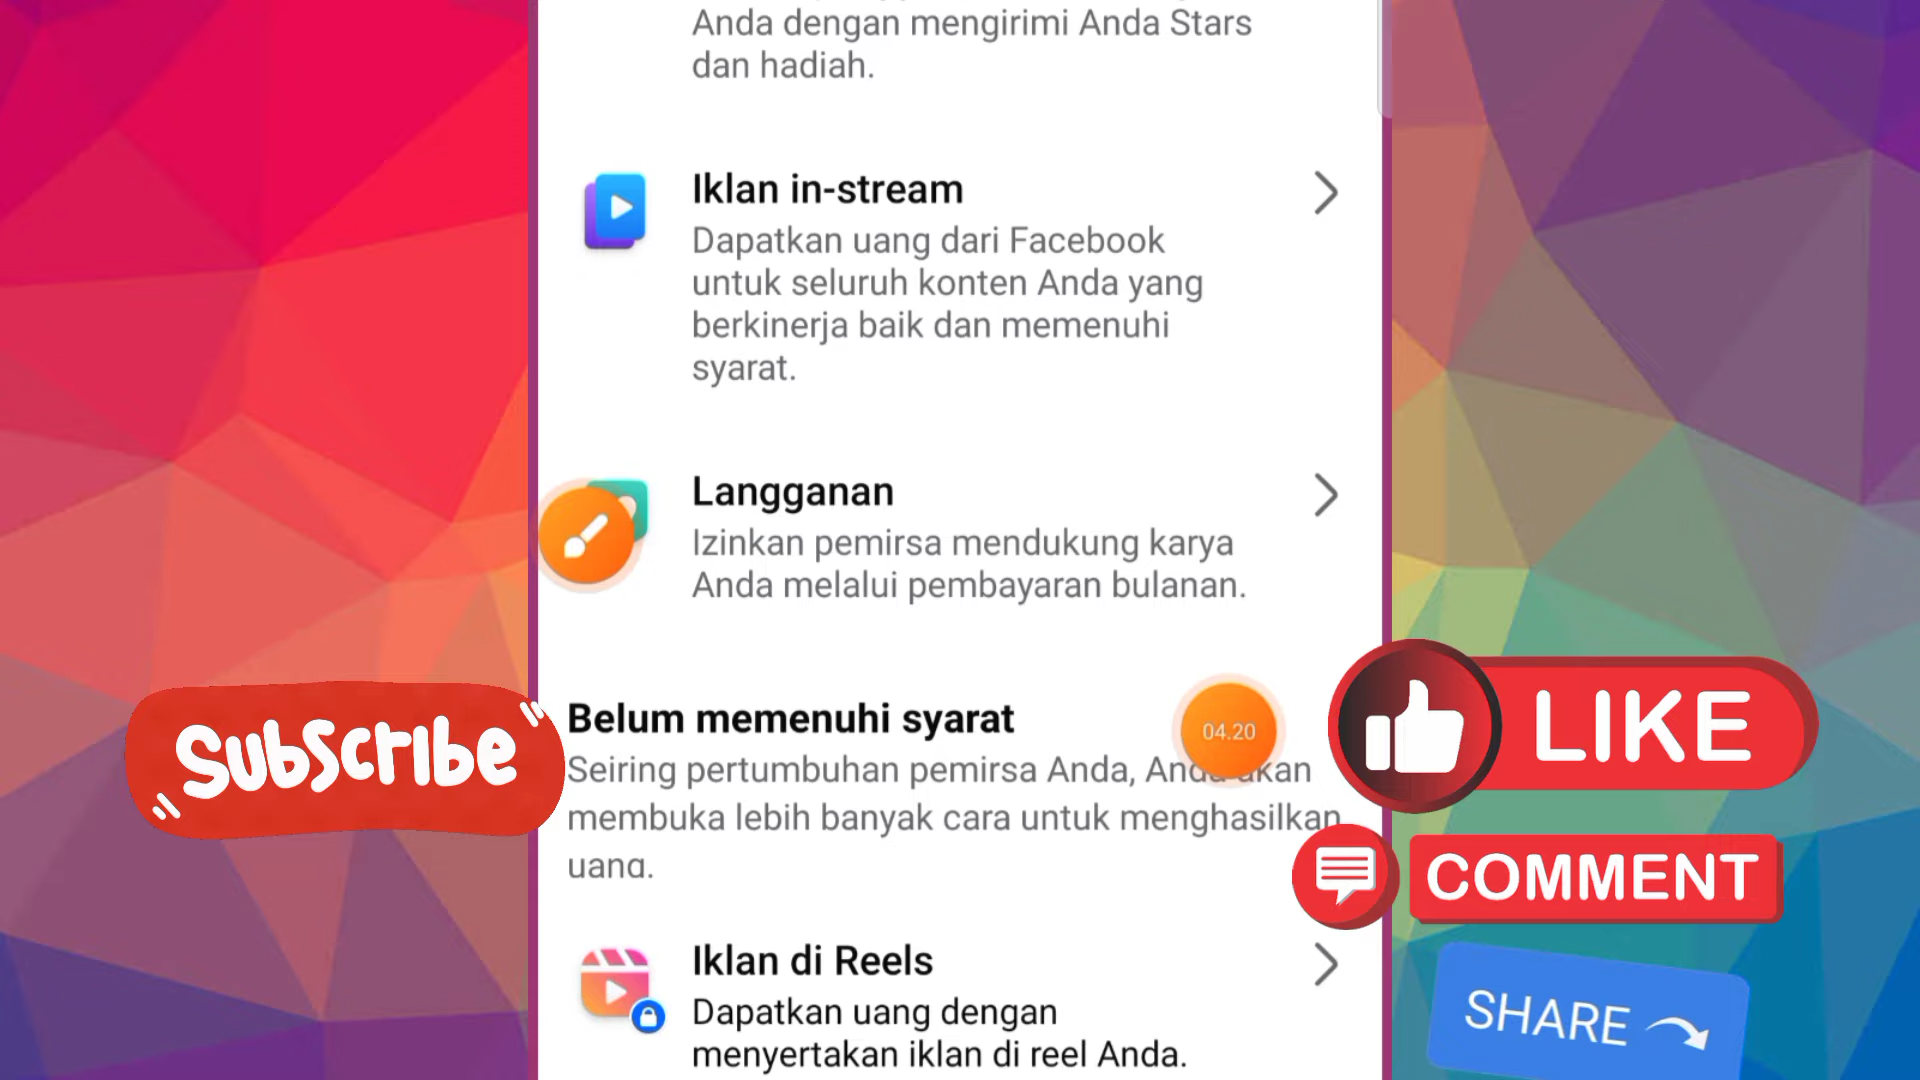 Anda dengan mengirimi Anda Stars
dan hadiah.
Iklan in-stream
Dapatkan uang dari Facebook
untuk seluruh konten Anda yang
berkinerja baik dan memenuhi
syarat.
Langganan
Izinkan pemirsa mendukung karya
Anda melalui pembayaran bulanan.
Belum memenuhi syarat
04.20
Seiring pertumbuhan pemirsa Anda, Anda akan
membuka lebih banyak cara untuk menghasilkan
uang.
Subscribe
LIKE
COMMENT
Iklan di Reels
Dapatkan uang dengan
menyertakan iklan di reel Anda.
SHARE